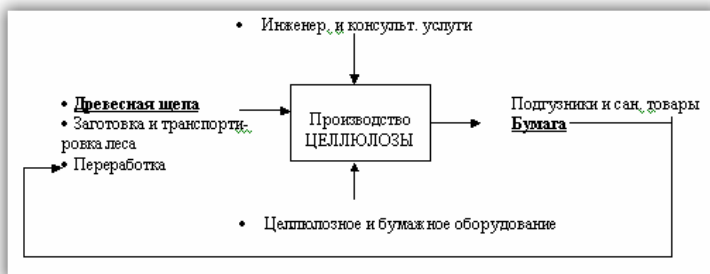 • Инженер, и консульт. услуги
• Древесная щепа
• Заготовка и транспорти-
ровка леса
• Переработка
Производство
ЦЕЛЛЮЛОЗЫ
Подгузники и сан, товары
Бумага
• Целлюлозное и бумажное оборудование